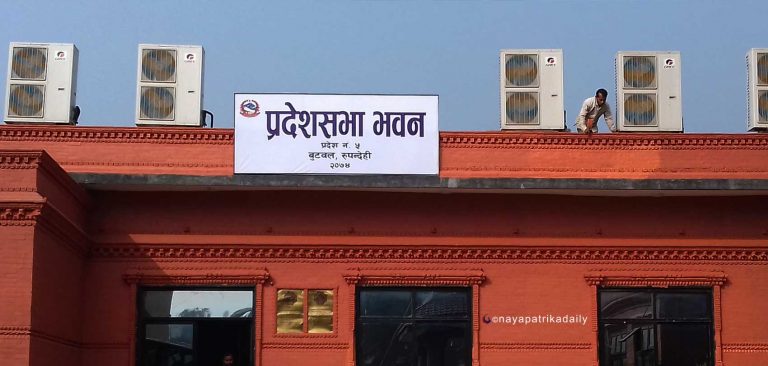 प्रदेशसभा भवन
प्रदेश नं. ५
बुटवल, रुपन्देही
२०७४
©nayapatrikadaily